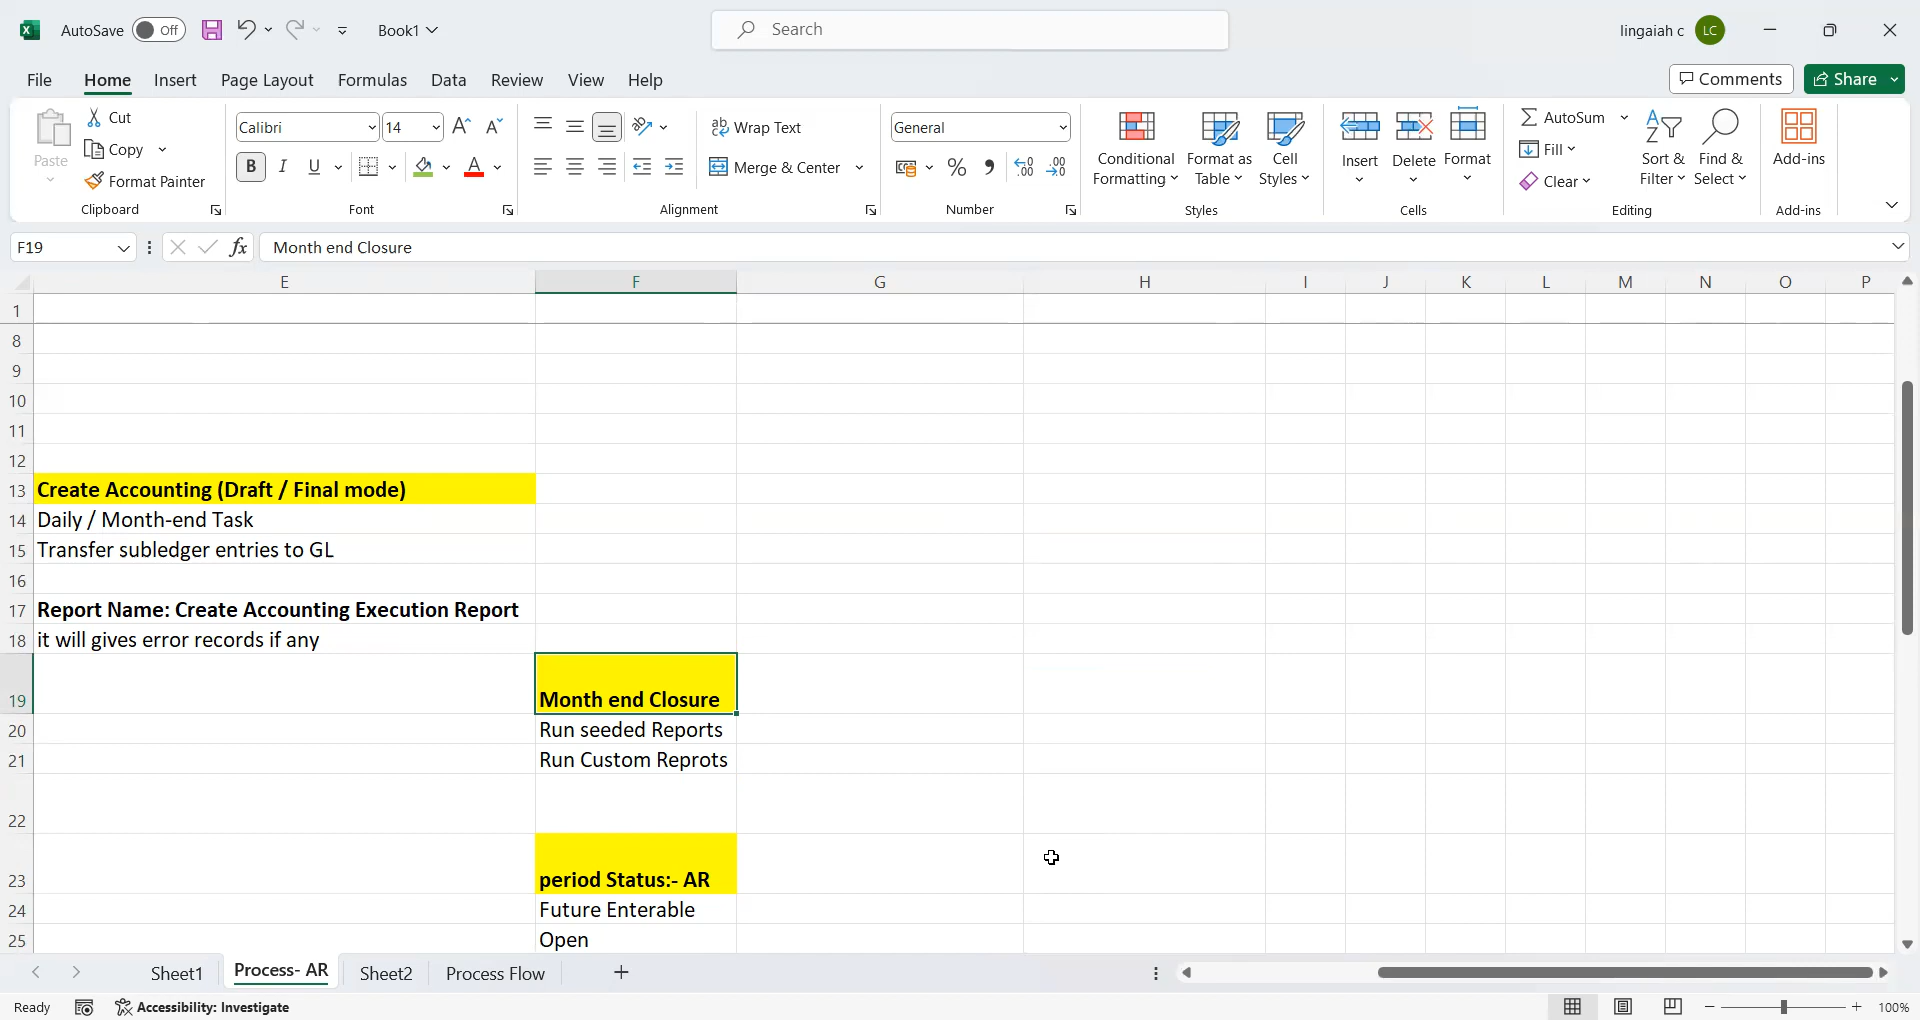 AutoSave Off Book1 Search lingaiah c LC
File Home Insert Page Layout Formulas Data Review View Help Comments Share
Paste
Cut
Copy
Format Painter
Clipboard
Calibri 14
B I U A
Font
Wrap Text
Merge & Center
Alignment
General
Number
Conditional Formatting
Format as Table
Cell Styles
Styles
Insert Delete Format
Cells
AutoSum
Fill
Clear
Sort & Filter
Find & Select
Editing
Add-ins
Add-ins
F19 fx Month end Closure
E F G H I J K L M N O P
1
8
9
10
11
12
13 Create Accounting (Draft / Final mode)
14 Daily / Month-end Task
15 Transfer subledger entries to GL
16
17 Report Name: Create Accounting Execution Report
18 it will gives error records if any
19 Month end Closure
20 Run seeded Reports
21 Run Custom Reprots
22
23 period Status:- AR
24 Future Enterable
25 Open
Sheet1 Process- AR Sheet2 Process Flow
Ready Accessibility: Investigate 100%